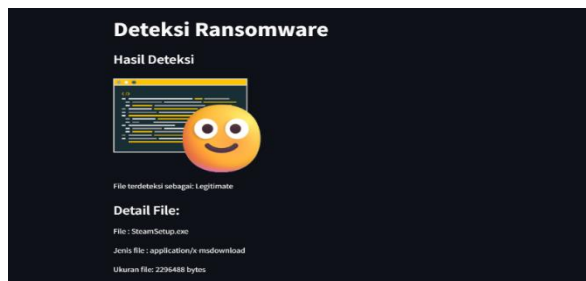 Deteksi Ransomware
Hasil Deteksi
File terdeteksi sebagai: Legitimate
Detail File:
File : SteamSetup.exe
Jenis file : application/x-msdownload
Ukuran file: 2296488 bytes